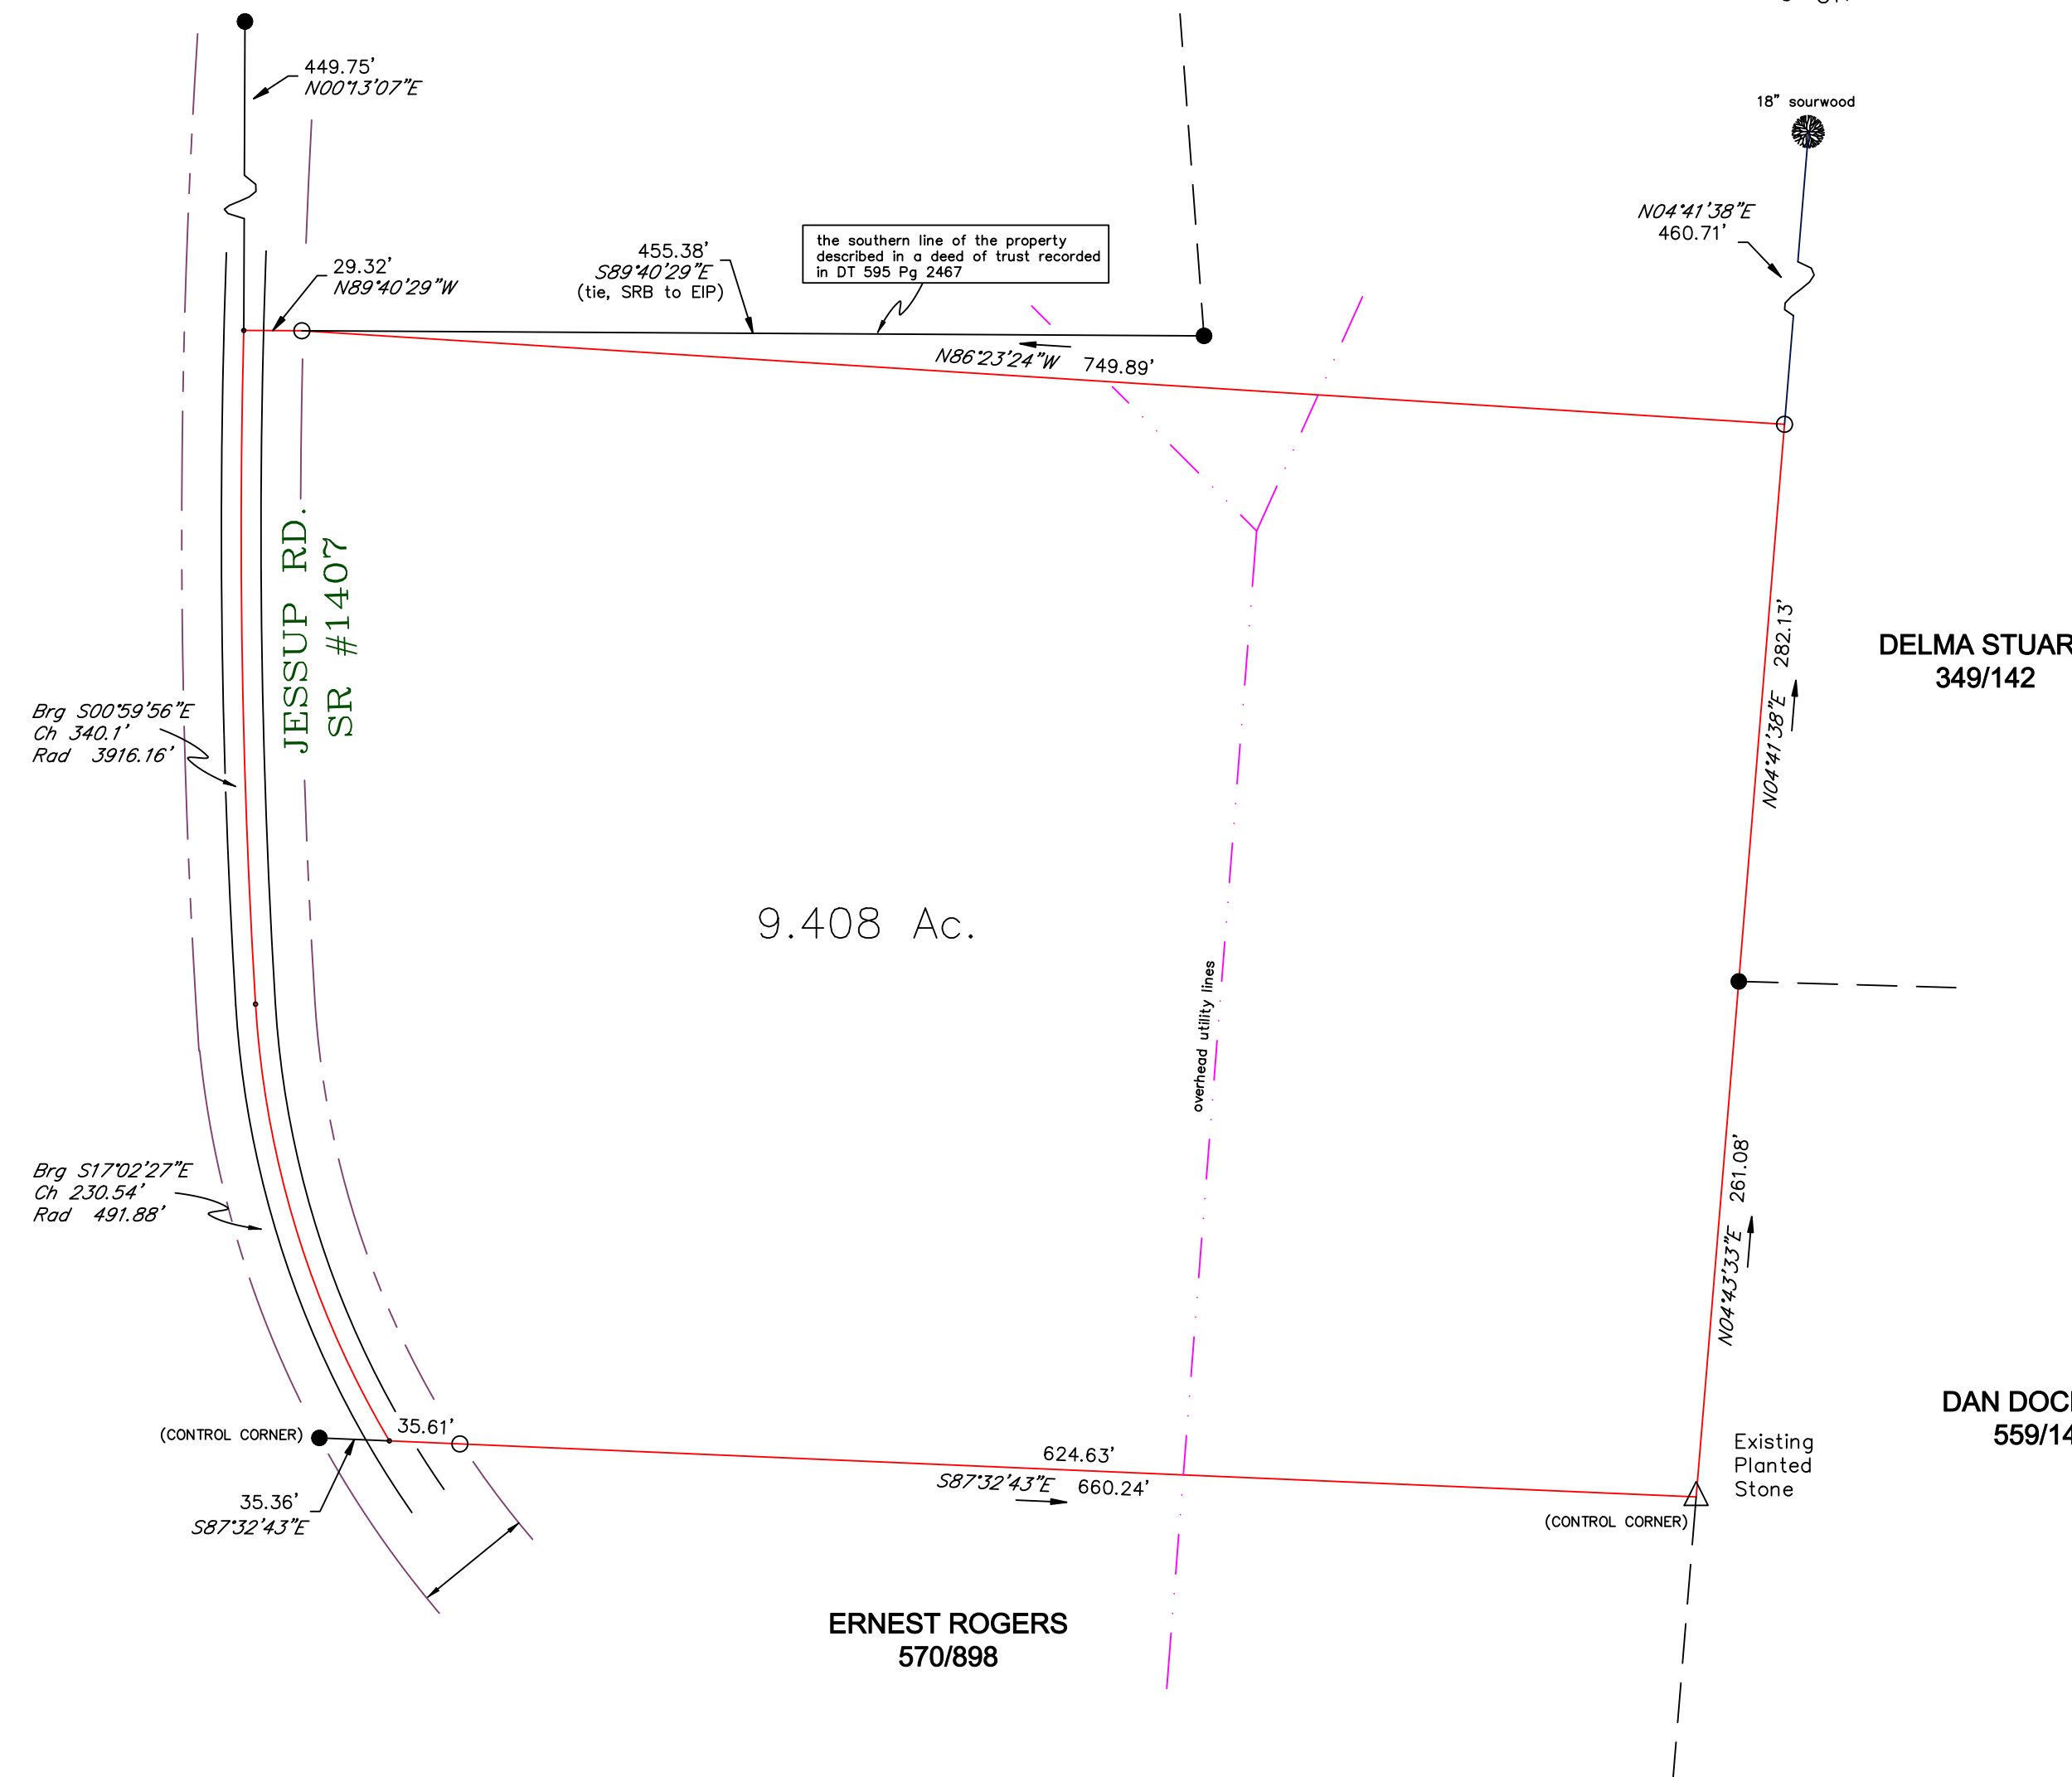 449.75'
N00°13'07"E
18" sourwood
N04°41'38"E
460.71'
29.32'
N89°40'29"W
455.38'
S89°40'29"E
(tie, SRB to EIP)
the southern line of the property
described in a deed of trust recorded
in DT 595 Pg 2467
N86°23'24"W 749.89'
JESSUP RD.
SR #1407
N04°41'38"E 282.13'
DELMA STUAR
349/142
Brg S00°59'56"E
Ch 340.1'
Rad 3916.16'
9.408 Ac.
overhead utility lines
Brg S17°02'27"E
Ch 230.54'
Rad 491.88'
N04°43'33"E 261.08'
DAN DOC
559/14
(CONTROL CORNER)
35.61'
624.63'
S87°32'43"E 660.24'
Existing
Planted
Stone
(CONTROL CORNER)
35.36'
S87°32'43"E
ERNEST ROGERS
570/898